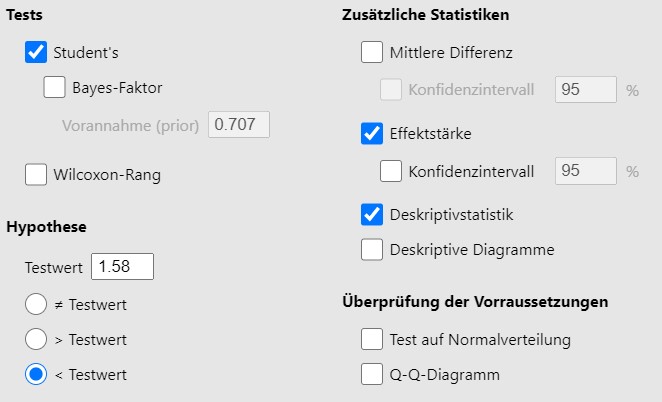 Tests
Student's
Bayes-Faktor
Vorannahme (prior) 0.707
Wilcoxon-Rang
Hypothese
Testwert 1.58
≠ Testwert
> Testwert
< Testwert
Zusätzliche Statistiken
Mittlere Differenz
Konfidenzintervall 95 %
Effektstärke
Konfidenzintervall 95 %
Deskriptivstatistik
Deskriptive Diagramme
Überprüfung der Vorraussetzungen
Test auf Normalverteilung
Q-Q-Diagramm